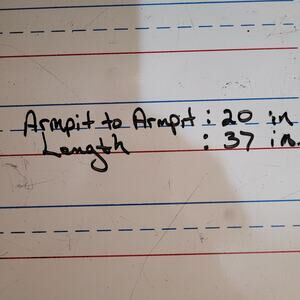 Armpit to Armpit : 20 in
Length : 37 in.